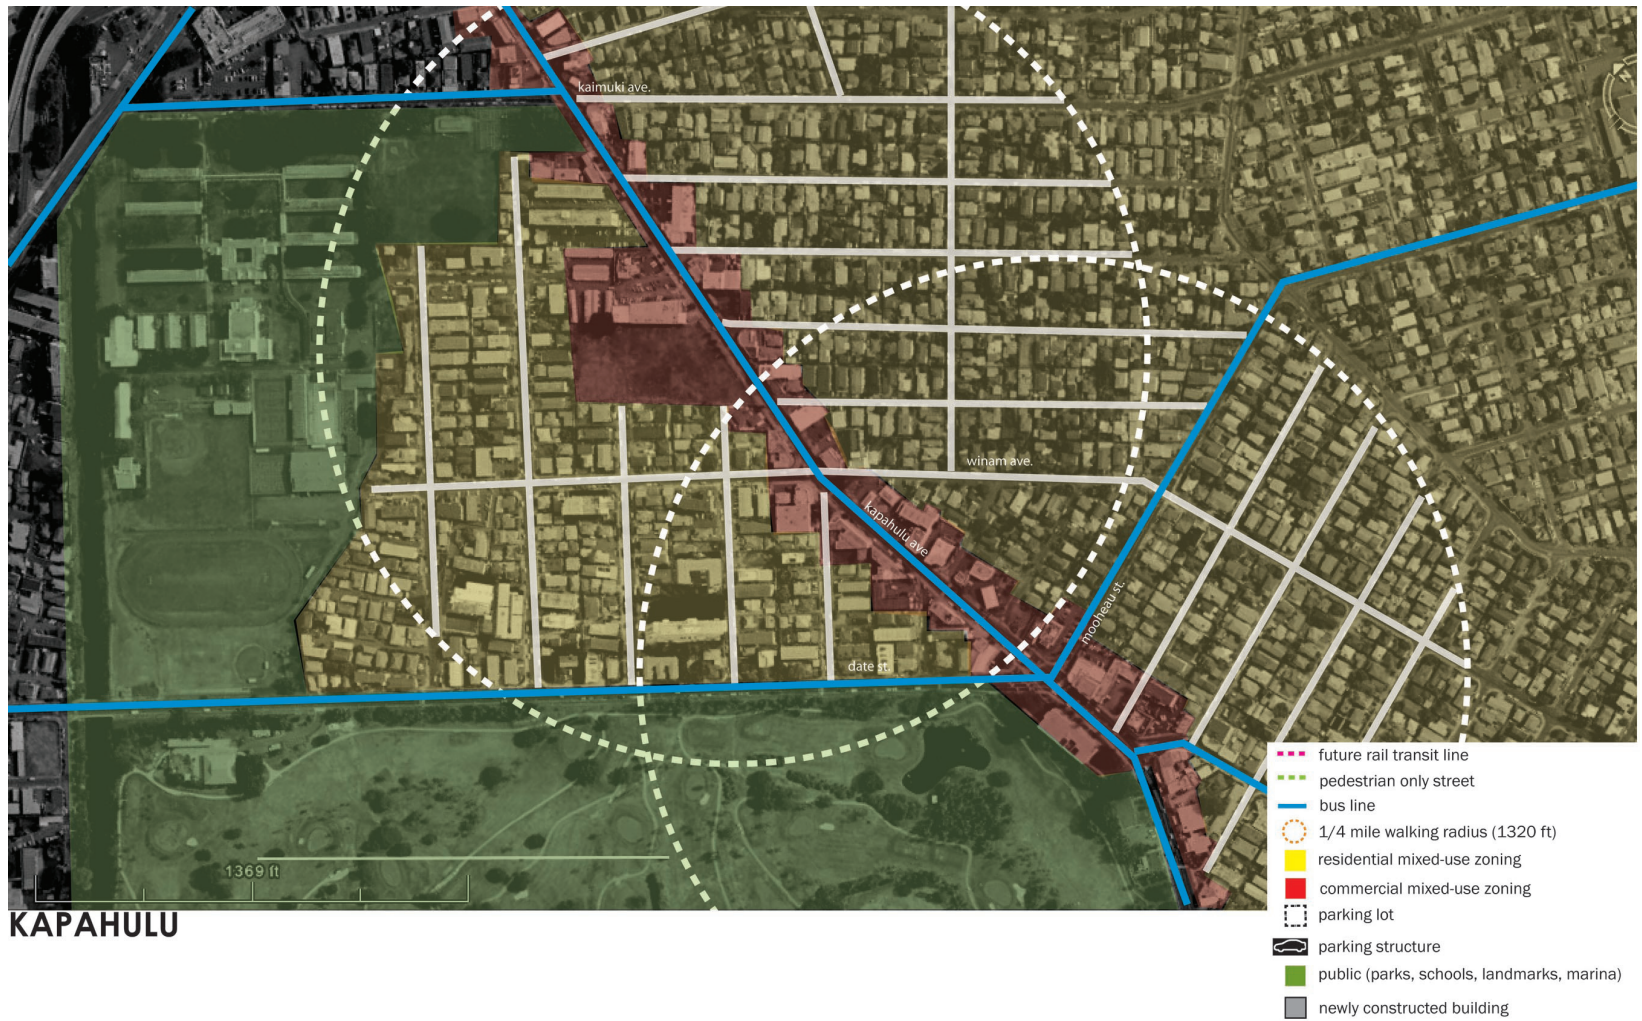 kaimuki ave.
winam ave.
kapahulu ave
mooheau st.
date st.
1369 ft
KAPAHULU
future rail transit line
pedestrian only street
bus line
1/4 mile walking radius (1320 ft)
residential mixed-use zoning
commercial mixed-use zoning
parking lot
parking structure
public (parks, schools, landmarks, marina)
newly constructed building